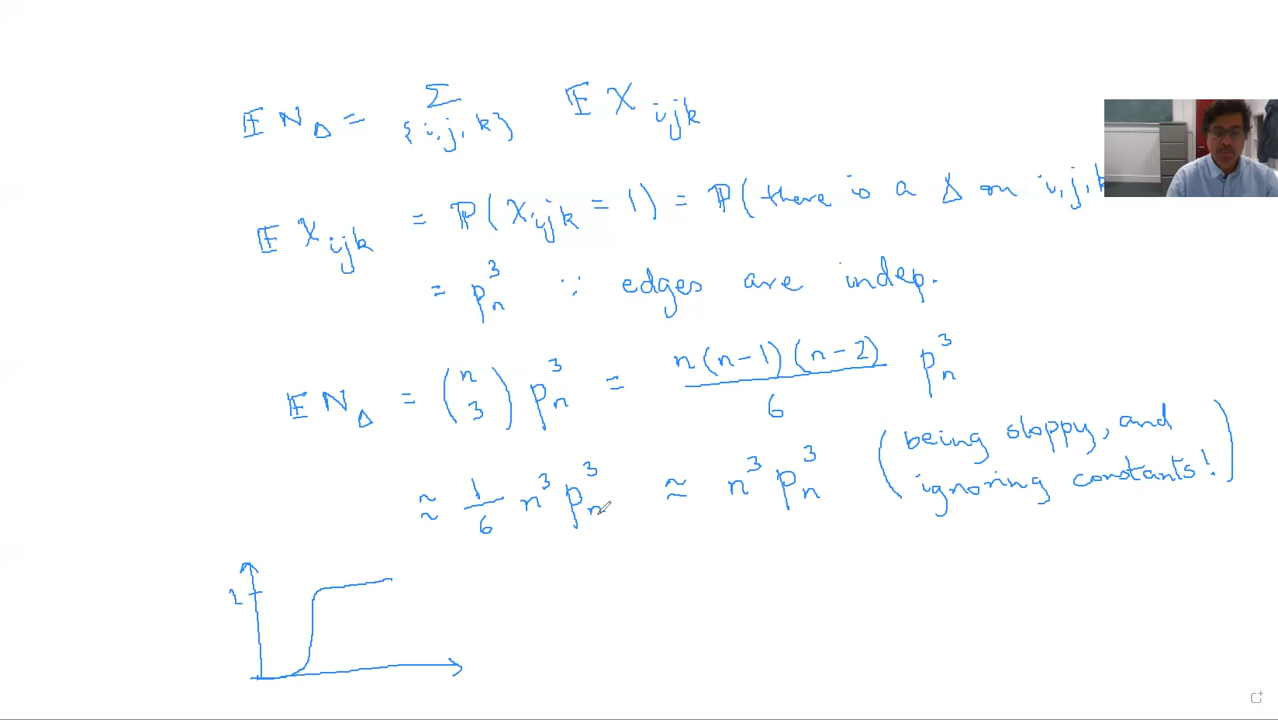 𝔼 N_Δ = Σ_{i,j,k} 𝔼 X_ijk
𝔼 X_ijk = ℙ(X_ijk = 1) = ℙ(there is a Δ on i,j,k
= p_n^3 ∵ edges are indep.
𝔼 N_Δ = (n 3) p_n^3 = n(n-1)(n-2)/6 p_n^3
≈ 1/6 n^3 p_n^3 ≃ n^3 p_n^3 (being sloppy, and
ignoring constants!)
1